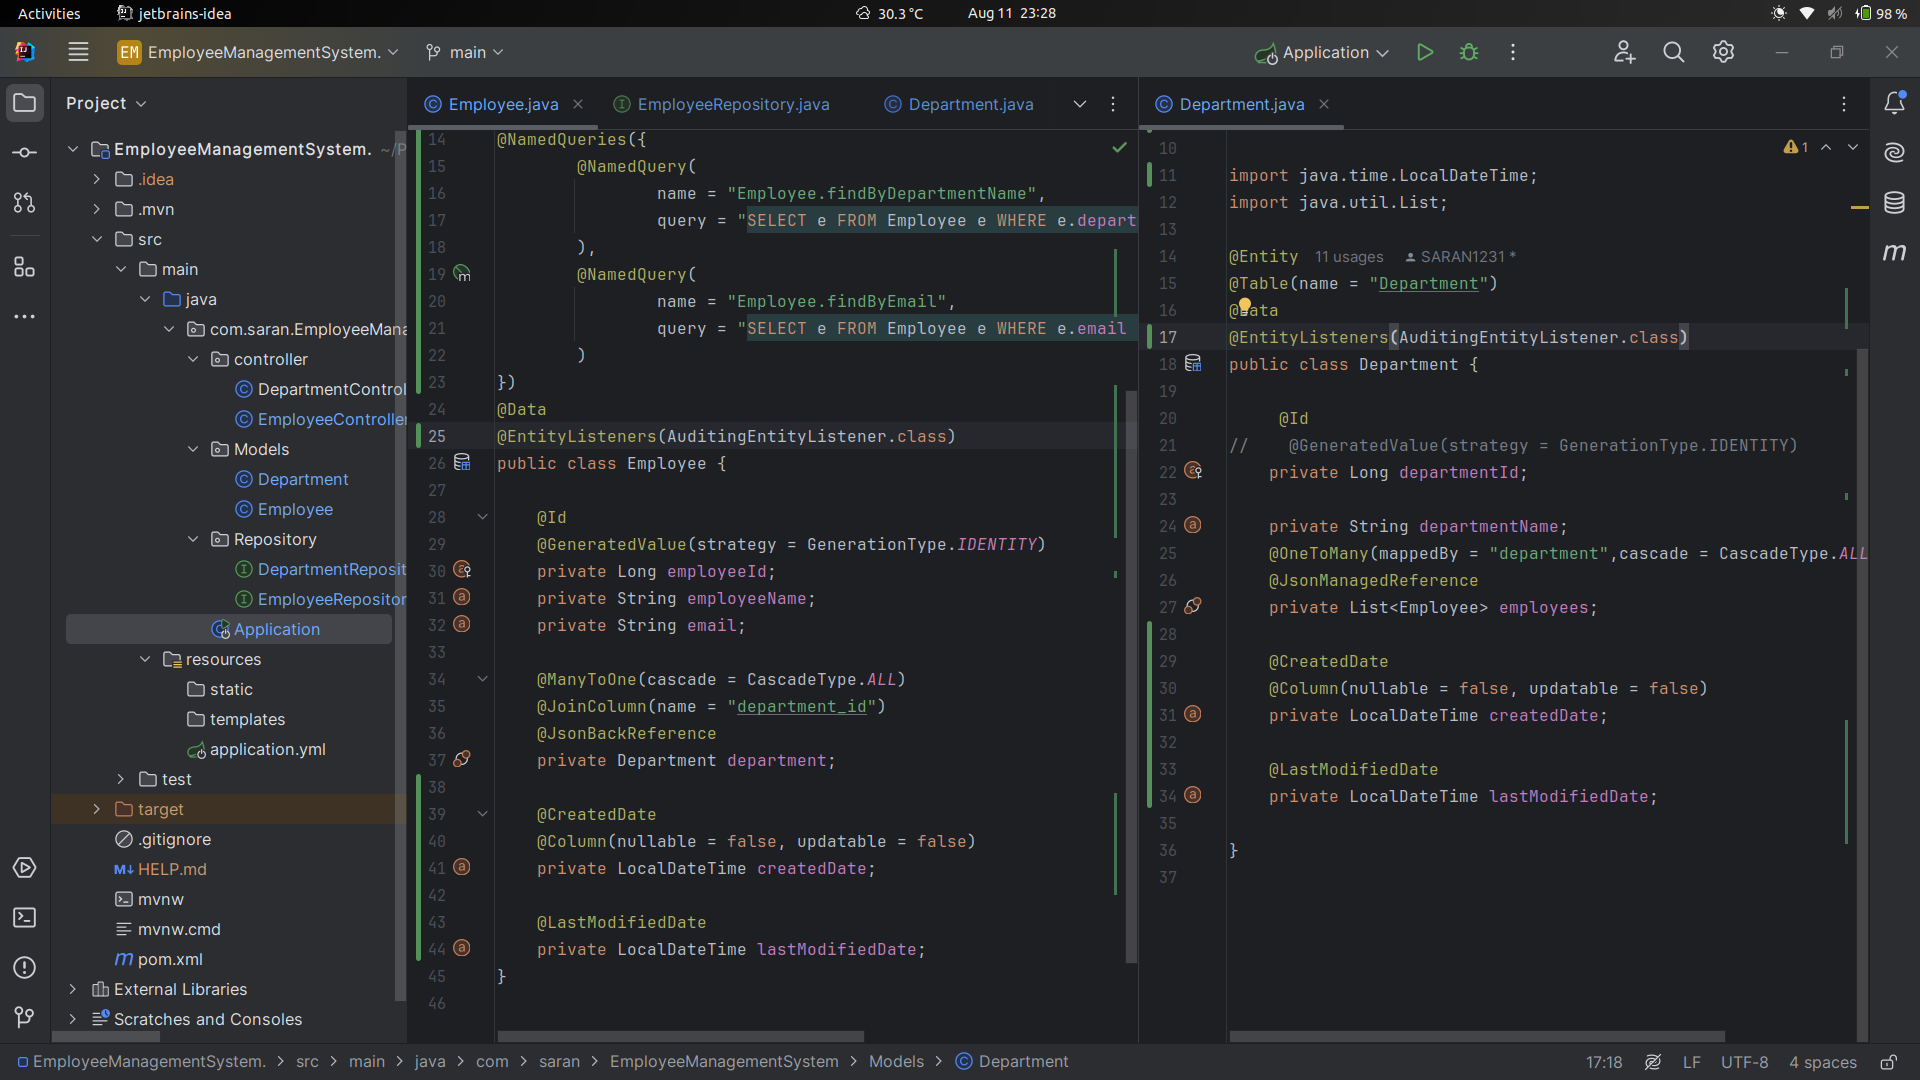 Activities
jetbrains-idea
30.3 °C
Aug 11 23:28
98 %
EM EmployeeManagementSystem.
main
Application
Project
EmployeeManagementSystem. ~/P
.idea
.mvn
src
main
java
com.saran.EmployeeMana
controller
DepartmentControl
EmployeeController
Models
Department
Employee
Repository
DepartmentReposit
EmployeeRepositor
Application
resources
static
templates
application.yml
test
target
.gitignore
HELP.md
mvnw
mvnw.cmd
pom.xml
External Libraries
Scratches and Consoles
Employee.java
EmployeeRepository.java
Department.java
14 @NamedQueries({
15 @NamedQuery(
16 name = "Employee.findByDepartmentName",
17 query = "SELECT e FROM Employee e WHERE e.depart
18 ),
19 @NamedQuery(
20 name = "Employee.findByEmail",
21 query = "SELECT e FROM Employee e WHERE e.email
22 )
23 })
24 @Data
25 @EntityListeners(AuditingEntityListener.class)
26 public class Employee {
27
28 @Id
29 @GeneratedValue(strategy = GenerationType.IDENTITY)
30 private Long employeeId;
31 private String employeeName;
32 private String email;
33
34 @ManyToOne(cascade = CascadeType.ALL)
35 @JoinColumn(name = "department_id")
36 @JsonBackReference
37 private Department department;
38
39 @CreatedDate
40 @Column(nullable = false, updatable = false)
41 private LocalDateTime createdDate;
42
43 @LastModifiedDate
44 private LocalDateTime lastModifiedDate;
45 }
46
Department.java
1
10
11 import java.time.LocalDateTime;
12 import java.util.List;
13
14 @Entity 11 usages SARAN1231 *
15 @Table(name = "Department")
16 @Data
17 @EntityListeners(AuditingEntityListener.class)
18 public class Department {
19
20 @Id
21 // @GeneratedValue(strategy = GenerationType.IDENTITY)
22 private Long departmentId;
23
24 private String departmentName;
25 @OneToMany(mappedBy = "department",cascade = CascadeType.ALL
26 @JsonManagedReference
27 private List<Employee> employees;
28
29 @CreatedDate
30 @Column(nullable = false, updatable = false)
31 private LocalDateTime createdDate;
32
33 @LastModifiedDate
34 private LocalDateTime lastModifiedDate;
35
36 }
37
EmployeeManagementSystem. > src > main > java > com > saran > EmployeeManagementSystem > Models > Department
17:18 LF UTF-8 4 spaces